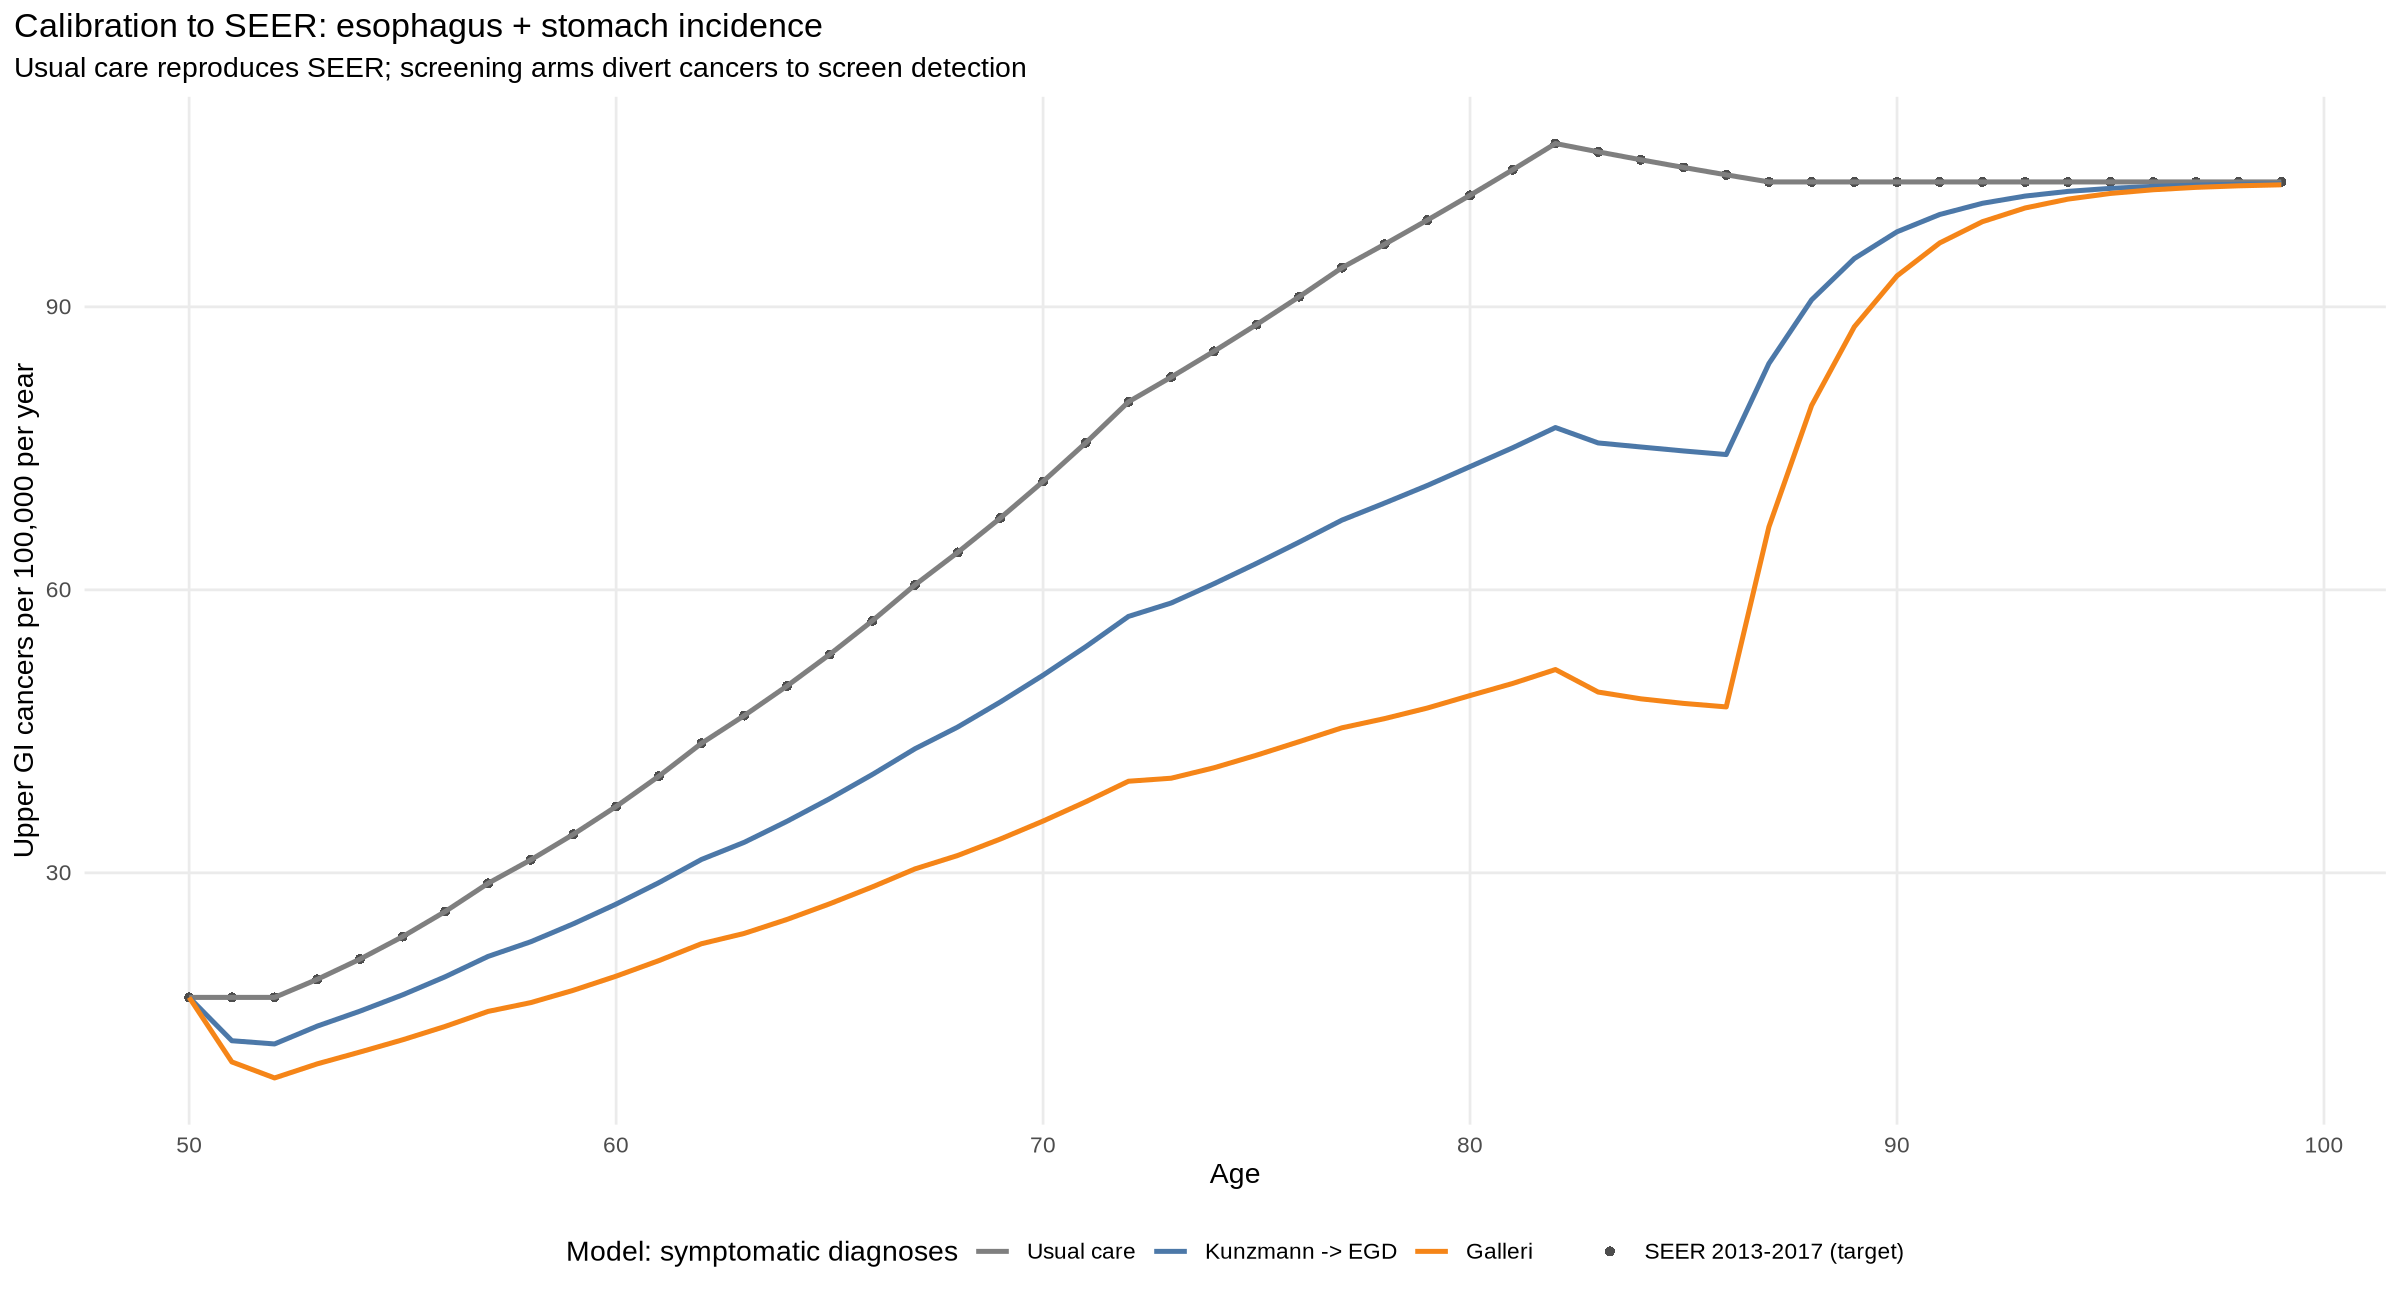 Calibration to SEER: esophagus + stomach incidence
Usual care reproduces SEER; screening arms divert cancers to screen detection
Upper GI cancers per 100,000 per year
90
60
30
50 60 70 80 90 100
Age
Model: symptomatic diagnoses Usual care Kunzmann -> EGD Galleri SEER 2013-2017 (target)